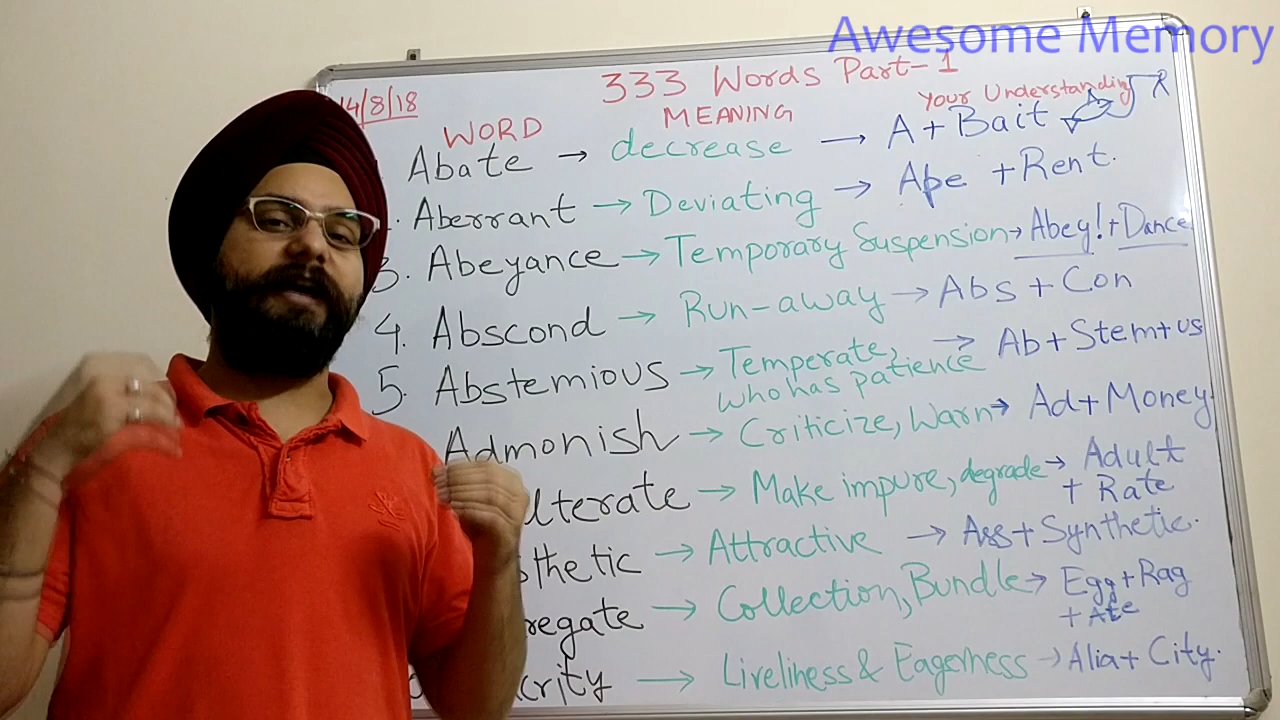 Awesome Memory
333 Words Part-1
14/8/18
WORD MEANING Your Understanding
Abate → decrease → A + Bait
Aberrant → Deviating → Ape + Rent.
3. Abeyance → Temporary Suspension → Abey! + Dance
4. Abscond → Run-away → Abs + Con
5. Abstemious → Temperate, → Ab + Stem + us
who has patience
Admonish → Criticize, Warn → Ad + Money
lterate → Make impure, degrade → Adult
+ Rate
thetic → Attractive → Ass + Synthetic.
regate → Collection, Bundle → Egg + Rag
+ Ate
crity → Liveliness & Eagerness → Alia + City.